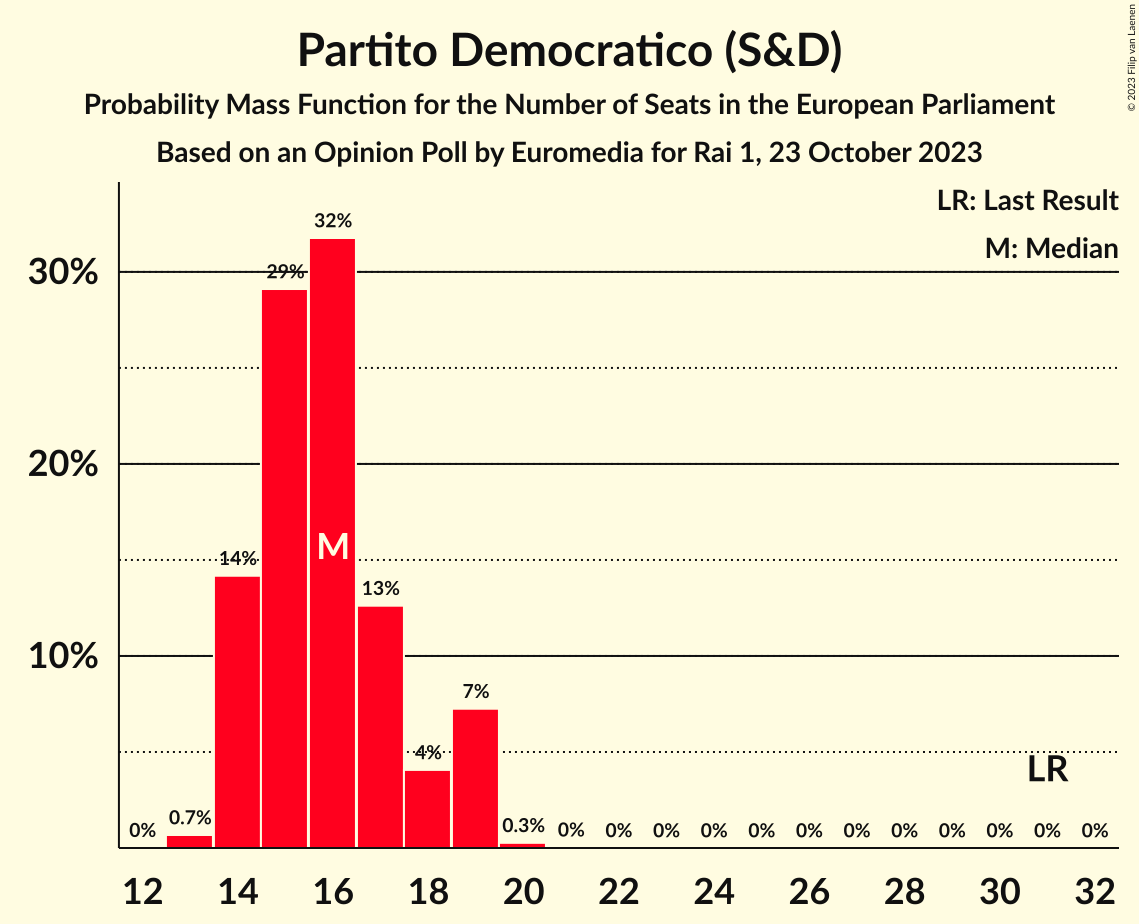 Partito Democratico (S&D)
Probability Mass Function for the Number of Seats in the European Parliament
Based on an Opinion Poll by Euromedia for Rai 1, 23 October 2023
© 2023 Filip van Laenen
LR: Last Result
M: Median
30%
20%
10%
0%
0.7%
14%
29%
32%
M
13%
4%
7%
0.3%
0%
0%
0%
0%
0%
0%
0%
0%
0%
0%
0%
0%
LR
12 14 16 18 20 22 24 26 28 30 32